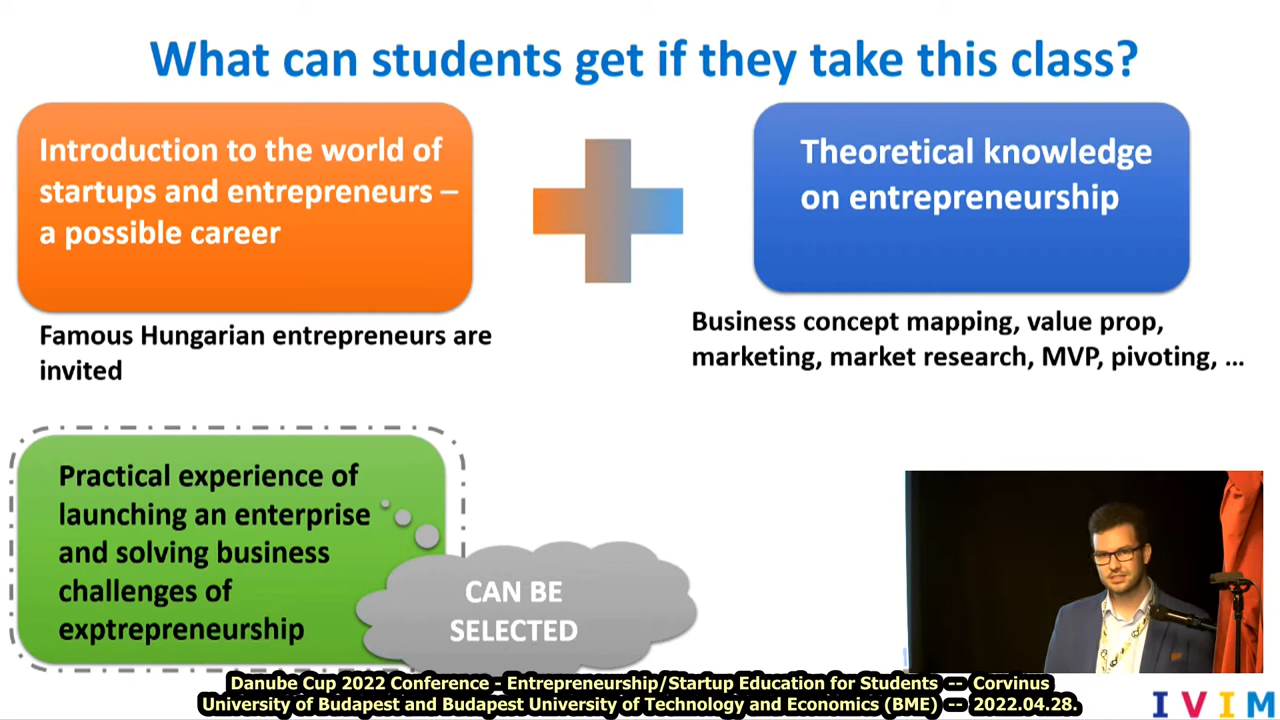 What can students get if they take this class?
Introduction to the world of
startups and entrepreneurs –
a possible career
Theoretical knowledge
on entrepreneurship
Famous Hungarian entrepreneurs are
invited
Business concept mapping, value prop,
marketing, market research, MVP, pivoting, ...
Practical experience of
launching an enterprise
and solving business
challenges of
exptrepreneurship
CAN BE
SELECTED
Danube Cup 2022 Conference - Entrepreneurship/Startup Education for Students -- Corvinus
University of Budapest and Budapest University of Technology and Economics (BME) -- 2022.04.28.
IVIM